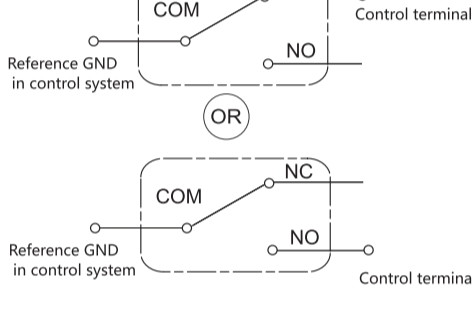 COM
Control terminal
NO
Reference GND
in control system
OR
NC
COM
NO
Reference GND
in control system
Control termina